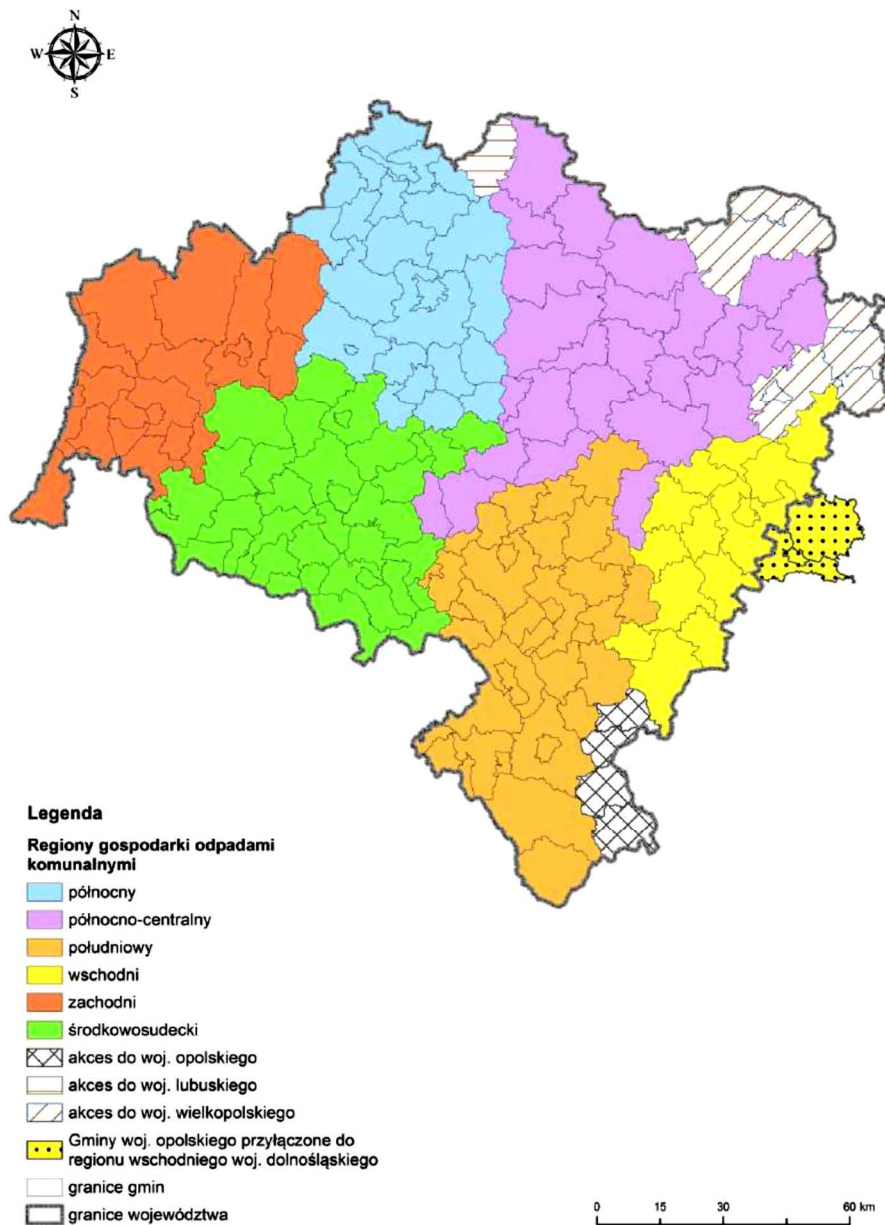 N
W E
S
Legenda
Regiony gospodarki odpadami
komunalnymi
północny
północno-centralny
południowy
wschodni
zachodni
środkowosudecki
akces do woj. opolskiego
akces do woj. lubuskiego
akces do woj. wielkopolskiego
Gminy woj. opolskiego przyłączone do
regionu wschodniego woj. dolnośląskiego
granice gmin
granice województwa
0 15 30 60 km